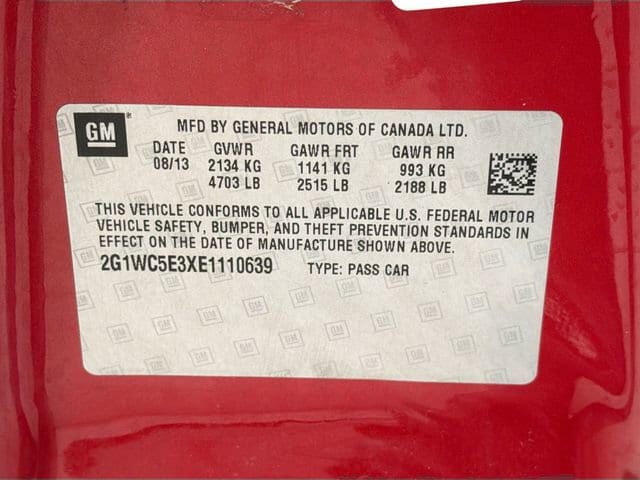 GM
MFD BY GENERAL MOTORS OF CANADA LTD.
DATE GVWR GAWR FRT GAWR RR
08/13 2134 KG 1141 KG 993 KG
4703 LB 2515 LB 2188 LB
THIS VEHICLE CONFORMS TO ALL APPLICABLE U.S. FEDERAL MOTOR
VEHICLE SAFETY, BUMPER, AND THEFT PREVENTION STANDARDS IN
EFFECT ON THE DATE OF MANUFACTURE SHOWN ABOVE.
2G1WC5E3XE1110639 TYPE: PASS CAR